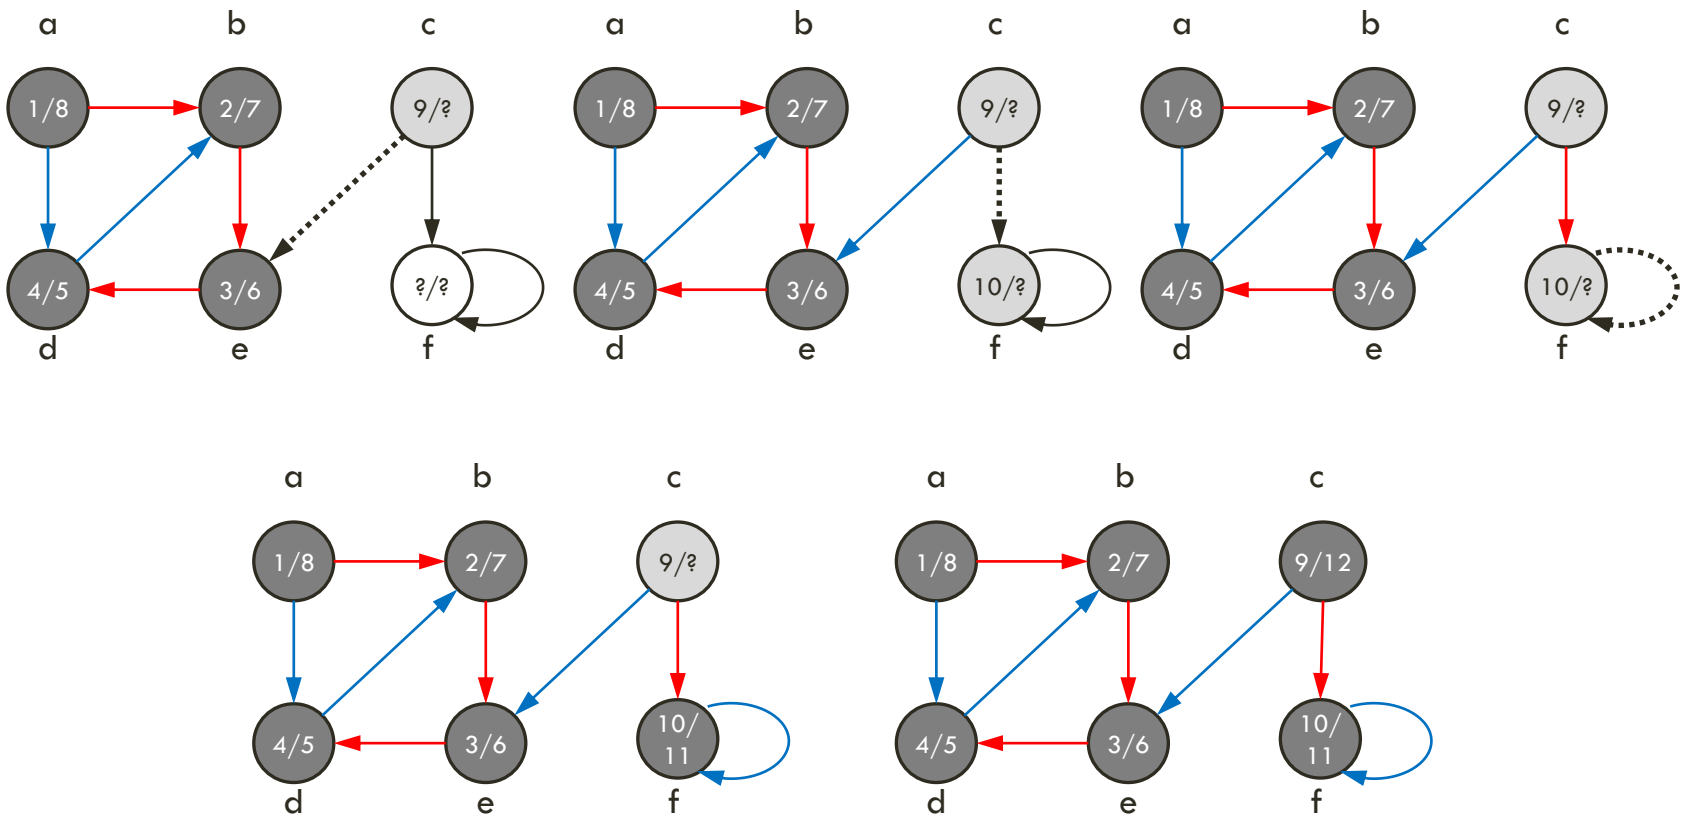 a b c a b c a b c
1/8 2/7 9/? 1/8 2/7 9/? 1/8 2/7 9/?
4/5 3/6 ?/? 4/5 3/6 10/? 4/5 3/6 10/?
d e f d e f d e f
a b c a b c
1/8 2/7 9/? 1/8 2/7 9/12
4/5 3/6 10/ 4/5 3/6 10/
11 11
d e f d e f